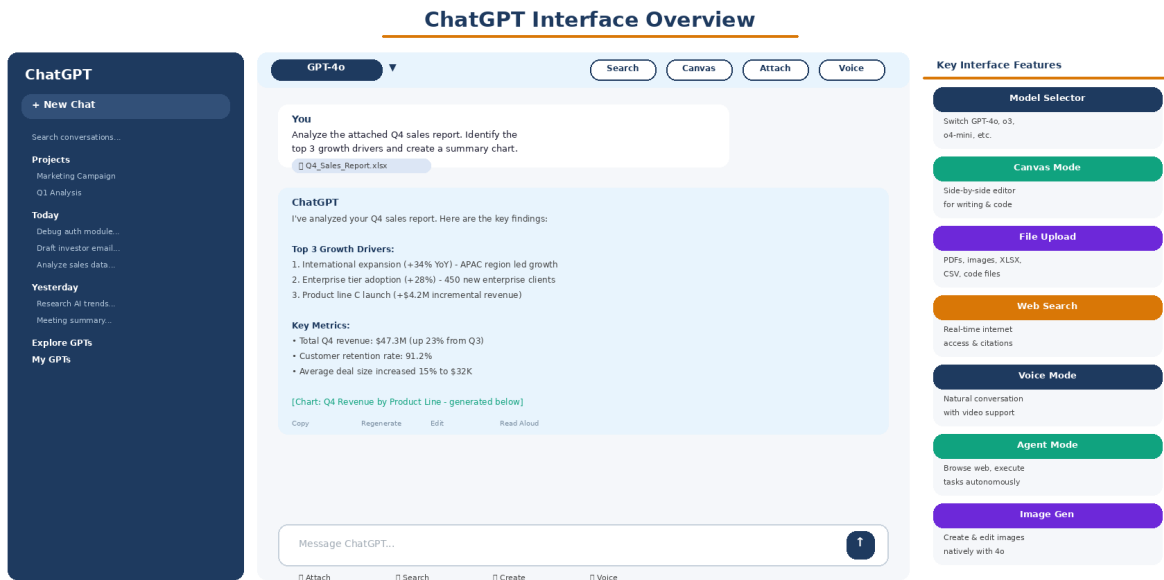 ChatGPT Interface Overview
ChatGPT
+ New Chat
Search conversations...
Projects
Marketing Campaign
Q1 Analysis
Today
Debug auth module...
Draft investor email...
Analyze sales data...
Yesterday
Research AI trends...
Meeting summary...
Explore GPTs
My GPTs
GPT-4o ▼
Search
Canvas
Attach
Voice
You
Analyze the attached Q4 sales report. Identify the
top 3 growth drivers and create a summary chart.
Q4_Sales_Report.xlsx
ChatGPT
I've analyzed your Q4 sales report. Here are the key findings:
Top 3 Growth Drivers:
1. International expansion (+34% YoY) - APAC region led growth
2. Enterprise tier adoption (+28%) - 450 new enterprise clients
3. Product line C launch (+$4.2M incremental revenue)
Key Metrics:
• Total Q4 revenue: $47.3M (up 23% from Q3)
• Customer retention rate: 91.2%
• Average deal size increased 15% to $32K
[Chart: Q4 Revenue by Product Line - generated below]
Copy
Regenerate
Edit
Read Aloud
Message ChatGPT...
↑
Attach
Search
Create
Voice
Key Interface Features
Model Selector
Switch GPT-4o, o3,
o4-mini, etc.
Canvas Mode
Side-by-side editor
for writing & code
File Upload
PDFs, images, XLSX,
CSV, code files
Web Search
Real-time internet
access & citations
Voice Mode
Natural conversation
with video support
Agent Mode
Browse web, execute
tasks autonomously
Image Gen
Create & edit images
natively with 4o